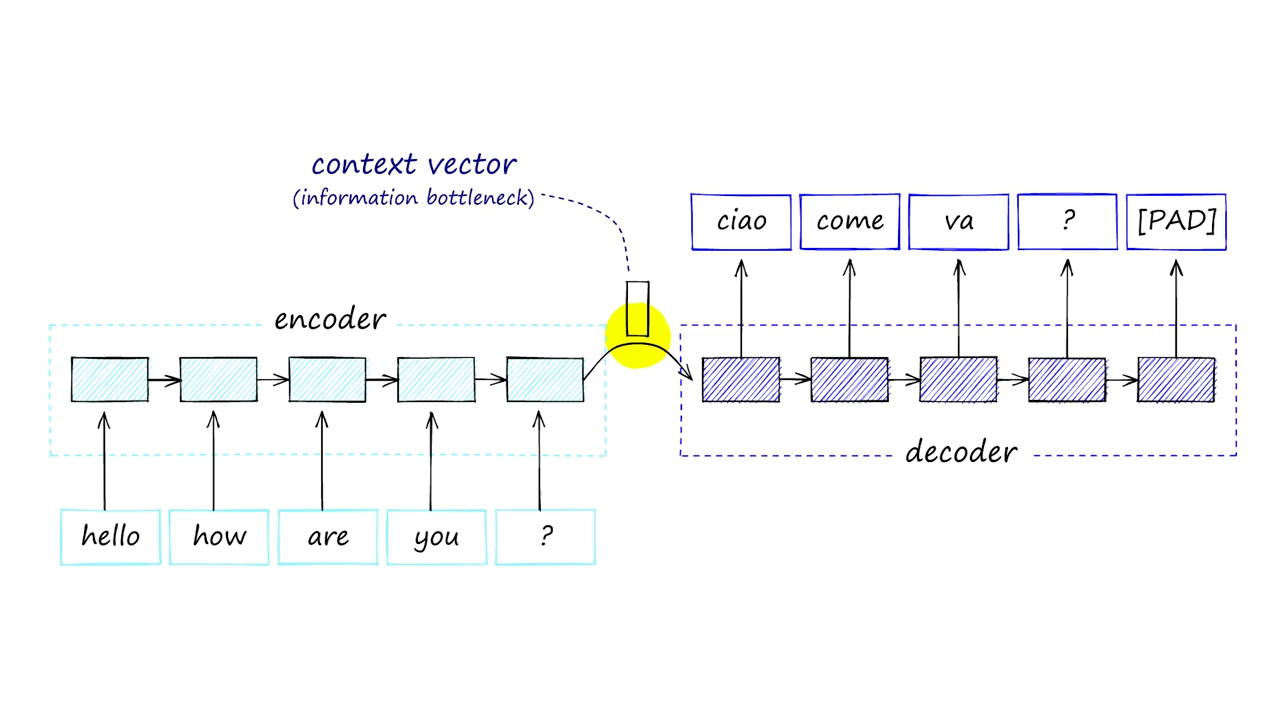 context vector
(information bottleneck)
ciao come va ? [PAD]
encoder
decoder
hello how are you ?